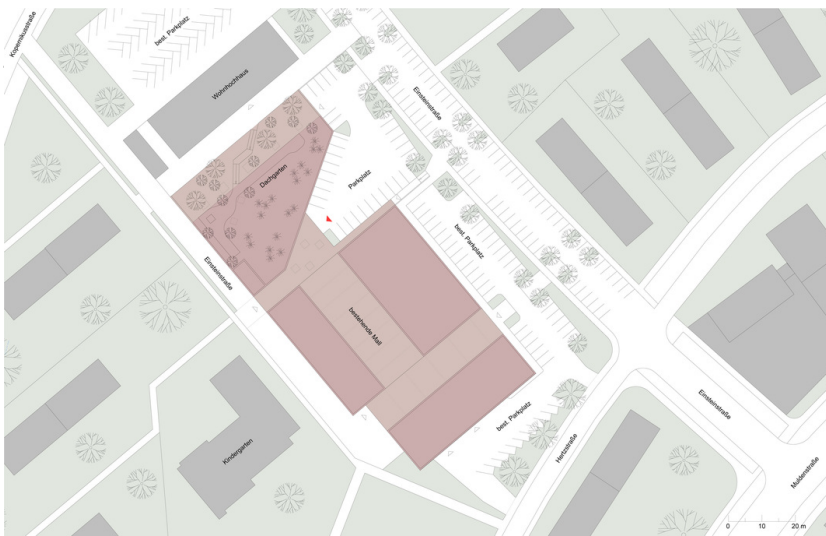 Kopernikusstraße
best. Parkplatz
Wohnhochhaus
Einsteinstraße
Dachgarten
Parkplatz
best. Parkplatz
Einsteinstraße
bestehende Mall
Kindergarten
best. Parkplatz
Hertzstraße
Einsteinstraße
Muldenstraße
0 10 20 m